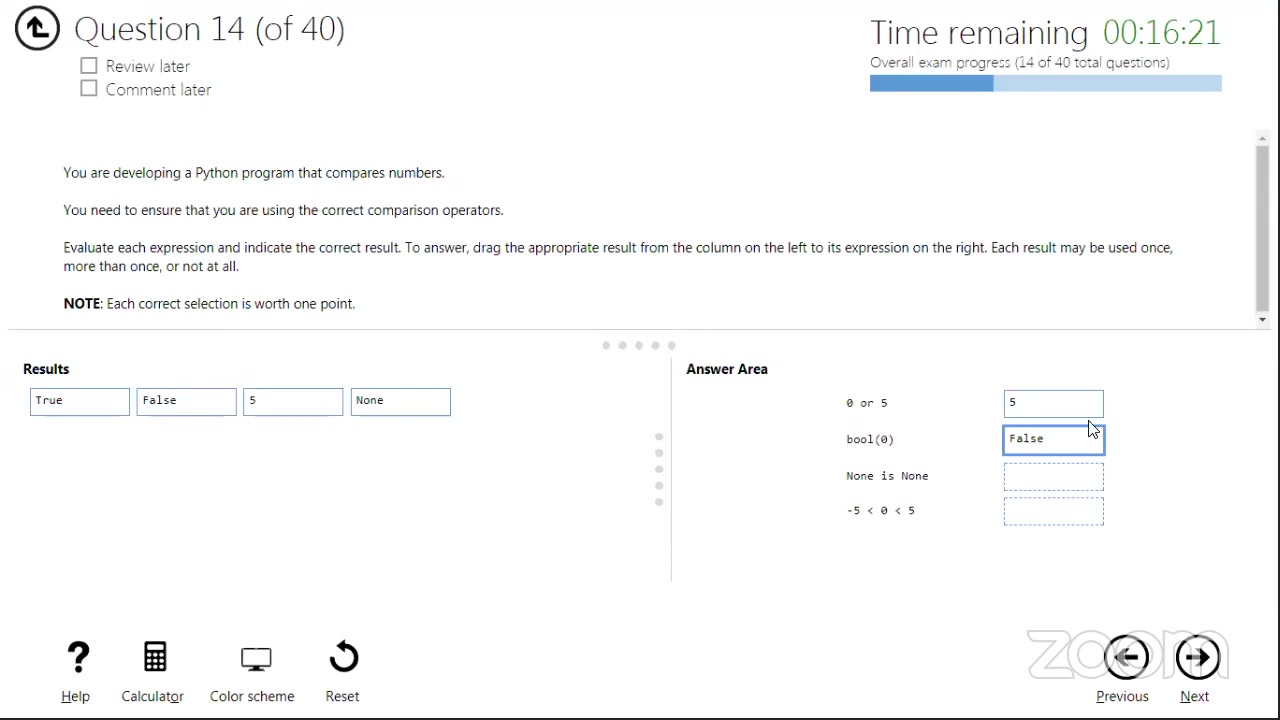 Question 14 (of 40)
Review later
Comment later
Time remaining 00:16:21
Overall exam progress (14 of 40 total questions)
You are developing a Python program that compares numbers.
You need to ensure that you are using the correct comparison operators.
Evaluate each expression and indicate the correct result. To answer, drag the appropriate result from the column on the left to its expression on the right. Each result may be used once,
more than once, or not at all.
NOTE: Each correct selection is worth one point.
Results
True False 5 None
Answer Area
0 or 5 5
bool(0) False
None is None
-5 < 0 < 5
Help Calculator Color scheme Reset
zoom
Previous Next